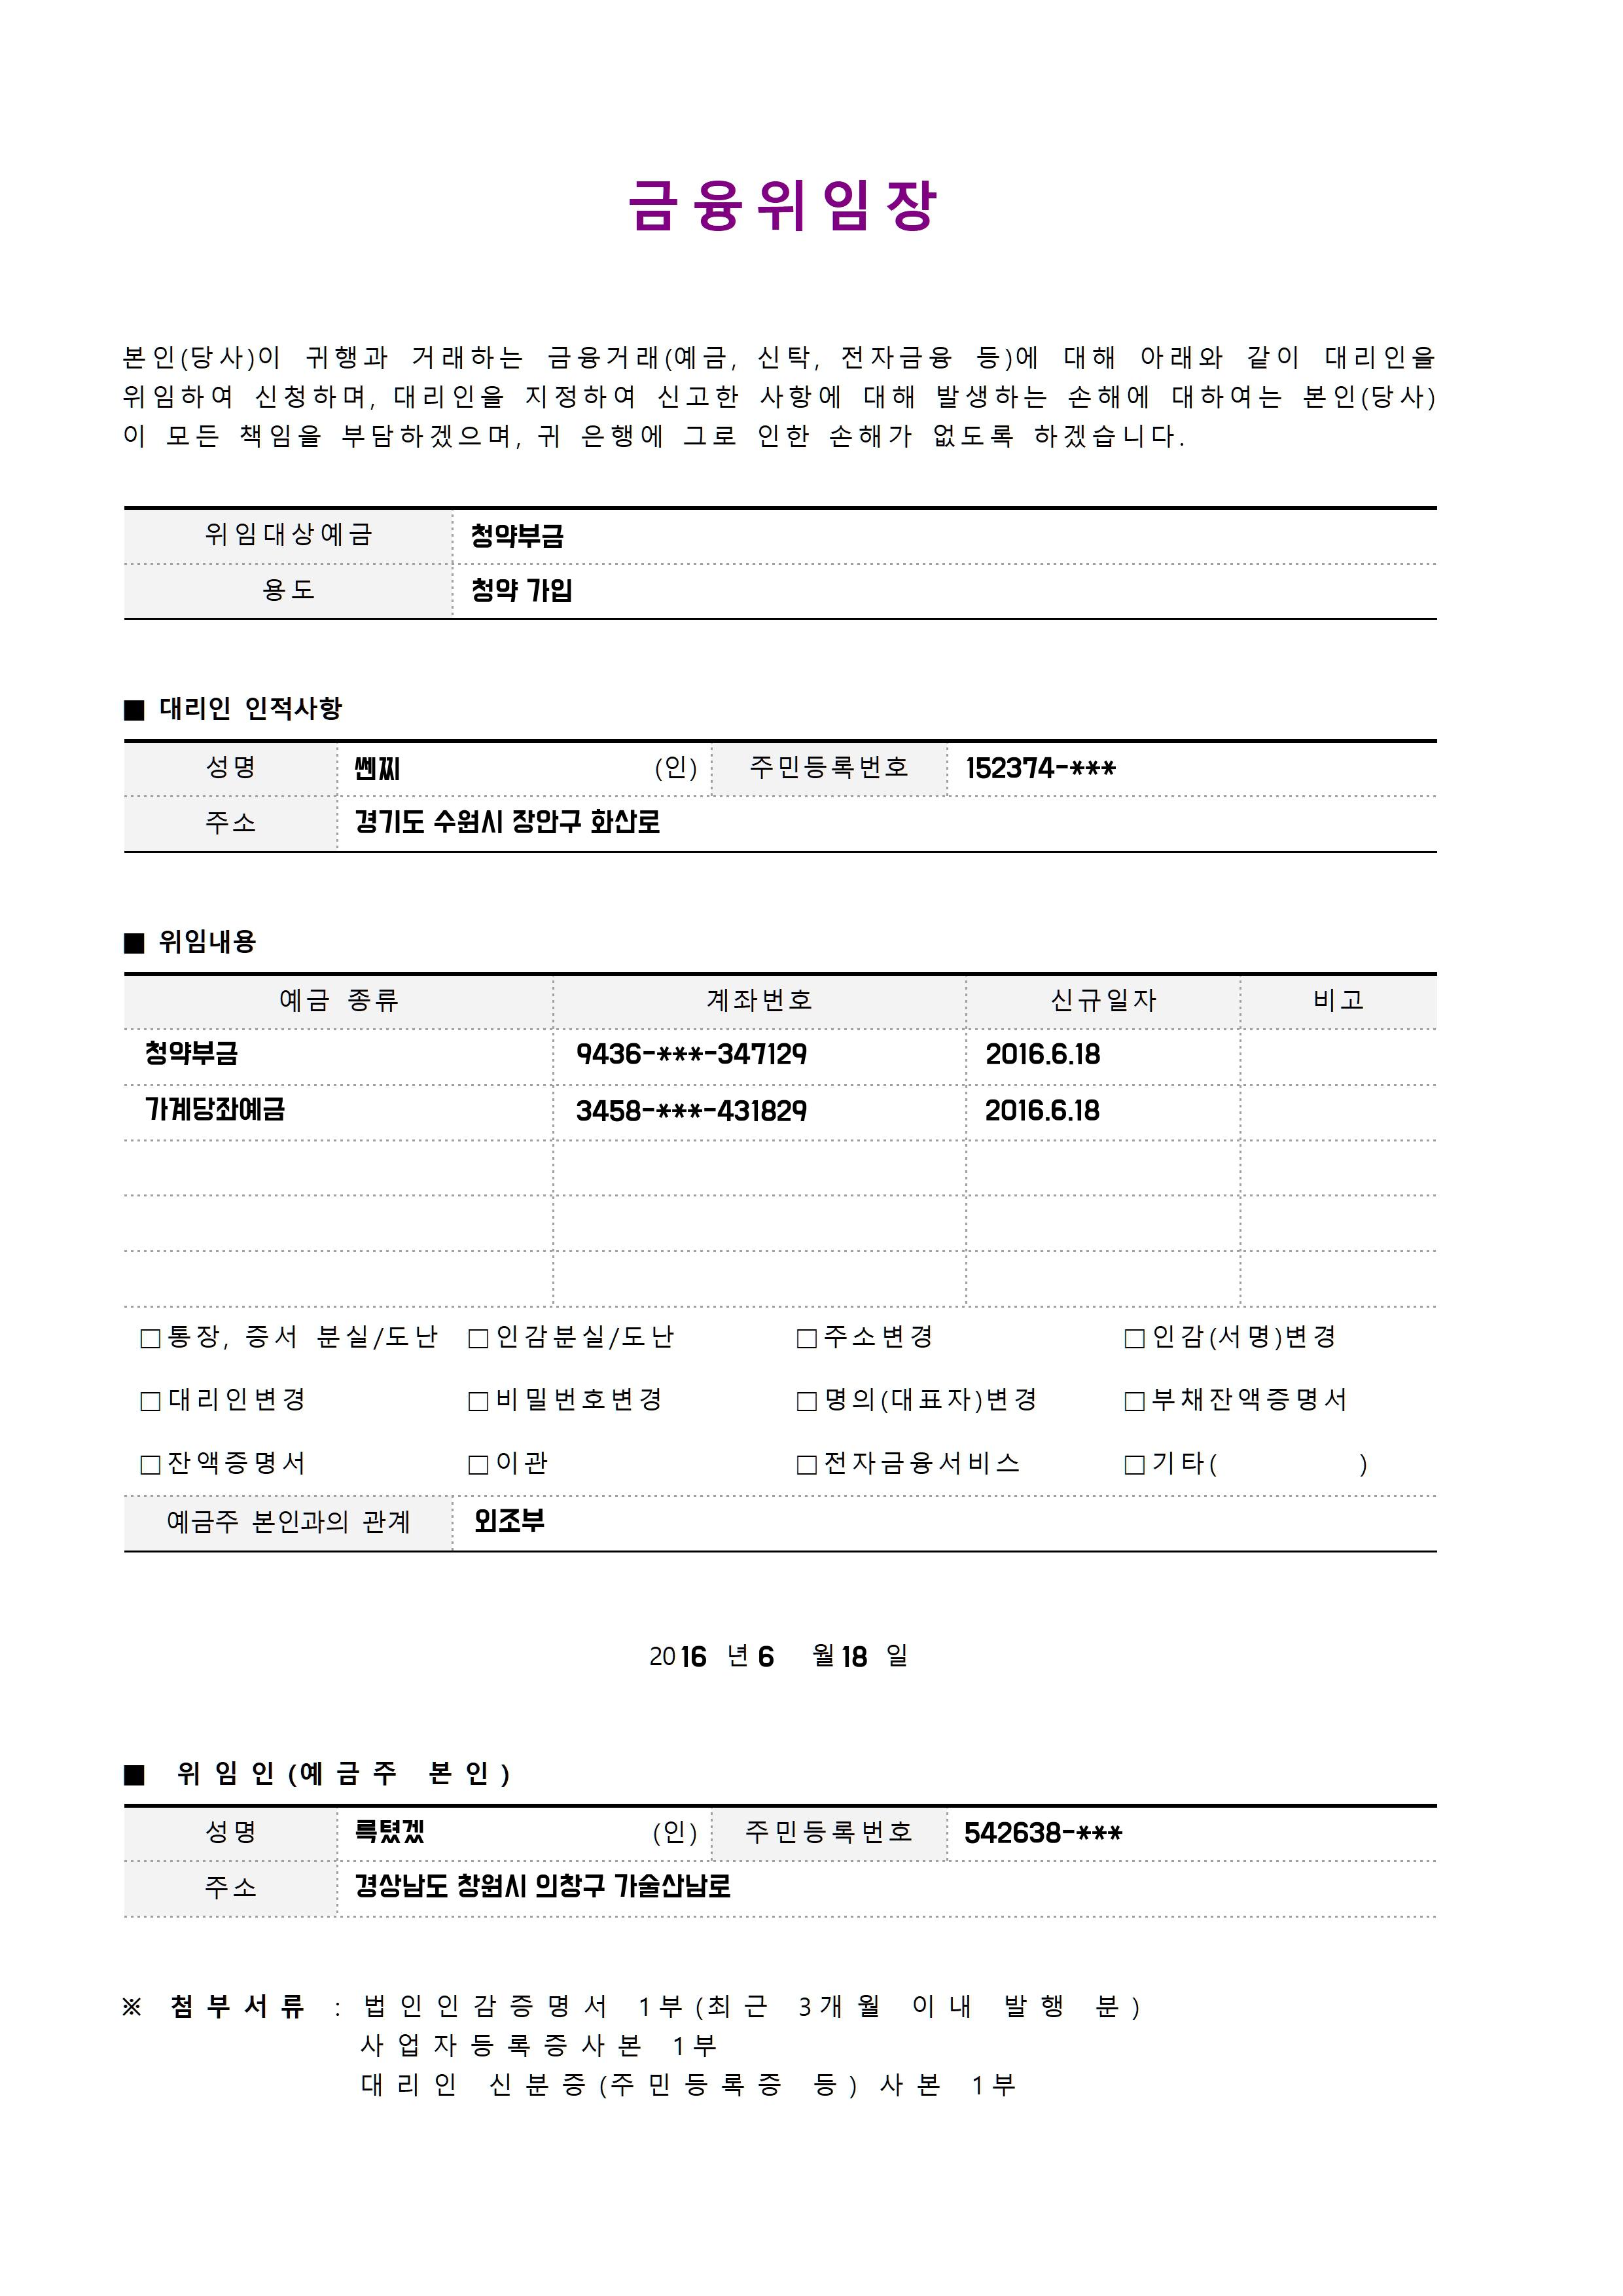 금융위임장
본인(당사)이 귀행과 거래하는 금융거래(예금, 신탁, 전자금융 등)에 대해 아래와 같이 대리인을
위임하여 신청하며, 대리인을 지정하여 신고한 사항에 대해 발생하는 손해에 대하여는 본인(당사)
이 모든 책임을 부담하겠으며, 귀 은행에 그로 인한 손해가 없도록 하겠습니다.
위임대상예금 청약부금
용도 청약 가입
■ 대리인 인적사항
성명 쎈찌 (인) 주민등록번호 152374-***
주소 경기도 수원시 장안구 화산로
■ 위임내용
예금 종류 계좌번호 신규일자 비고
청약부금 9436-***-347129 2016.6.18
가계당좌예금 3458-***-431829 2016.6.18
□ 통장, 증서 분실/도난 □ 인감분실/도난 □ 주소변경 □ 인감(서명)변경
□ 대리인변경 □ 비밀번호변경 □ 명의(대표자)변경 □ 부채잔액증명서
□ 잔액증명서 □ 이관 □ 전자금융서비스 □ 기타( )
예금주 본인과의 관계 외조부
2016 년 6 월 18 일
■ 위임인(예금주 본인)
성명 (인) 주민등록번호 542638-***
주소 경상남도 창원시 의창구 가술산남로
※ 첨부서류 : 법인인감증명서 1부(최근 3개월 이내 발행 분)
사업자등록증사본 1부
대리인 신분증(주민등록증 등) 사본 1부